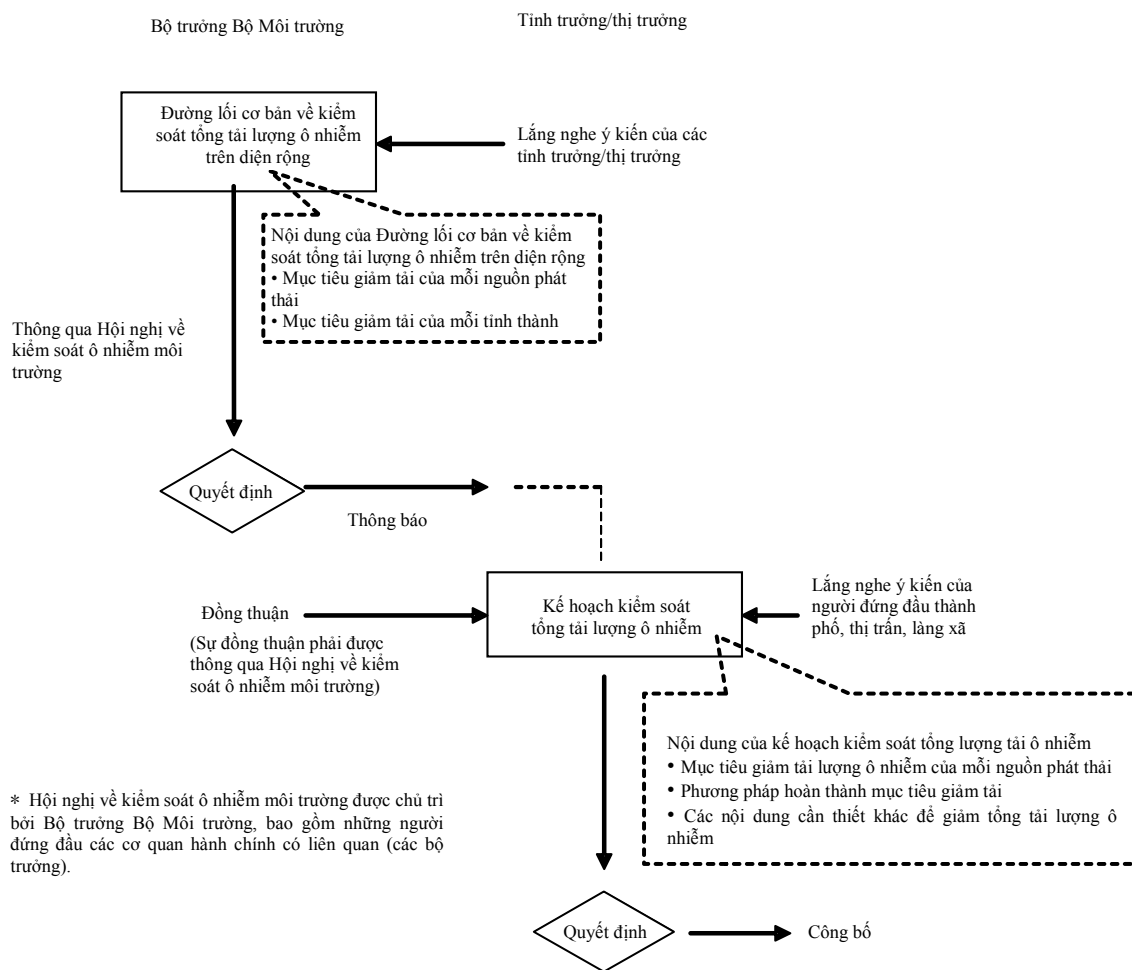 Bộ trưởng Bộ Môi trường
Tỉnh trưởng/thị trưởng
Đường lối cơ bản về kiểm
soát tổng tải lượng ô nhiễm
trên diện rộng
Lắng nghe ý kiến của các
tỉnh trưởng/thị trưởng
Nội dung của Đường lối cơ bản về kiểm
soát tổng tải lượng ô nhiễm trên diện rộng
• Mục tiêu giảm tải của mỗi nguồn phát
thải
• Mục tiêu giảm tải của mỗi tỉnh thành
Thông qua Hội nghị về
kiểm soát ô nhiễm môi
trường
Quyết định
Thông báo
Đồng thuận
(Sự đồng thuận phải được
thông qua Hội nghị về kiểm
soát ô nhiễm môi trường)
Kế hoạch kiểm soát
tổng tải lượng ô nhiễm
Lắng nghe ý kiến của
người đứng đầu thành
phố, thị trấn, làng xã
Nội dung của kế hoạch kiểm soát tổng lượng tải ô nhiễm
• Mục tiêu giảm tải lượng ô nhiễm của mỗi nguồn phát thải
• Phương pháp hoàn thành mục tiêu giảm tải
• Các nội dung cần thiết khác để giảm tổng tải lượng ô
nhiễm
* Hội nghị về kiểm soát ô nhiễm môi trường được chủ trì
bởi Bộ trưởng Bộ Môi trường, bao gồm những người
đứng đầu các cơ quan hành chính có liên quan (các bộ
trưởng).
Quyết định
Công bố